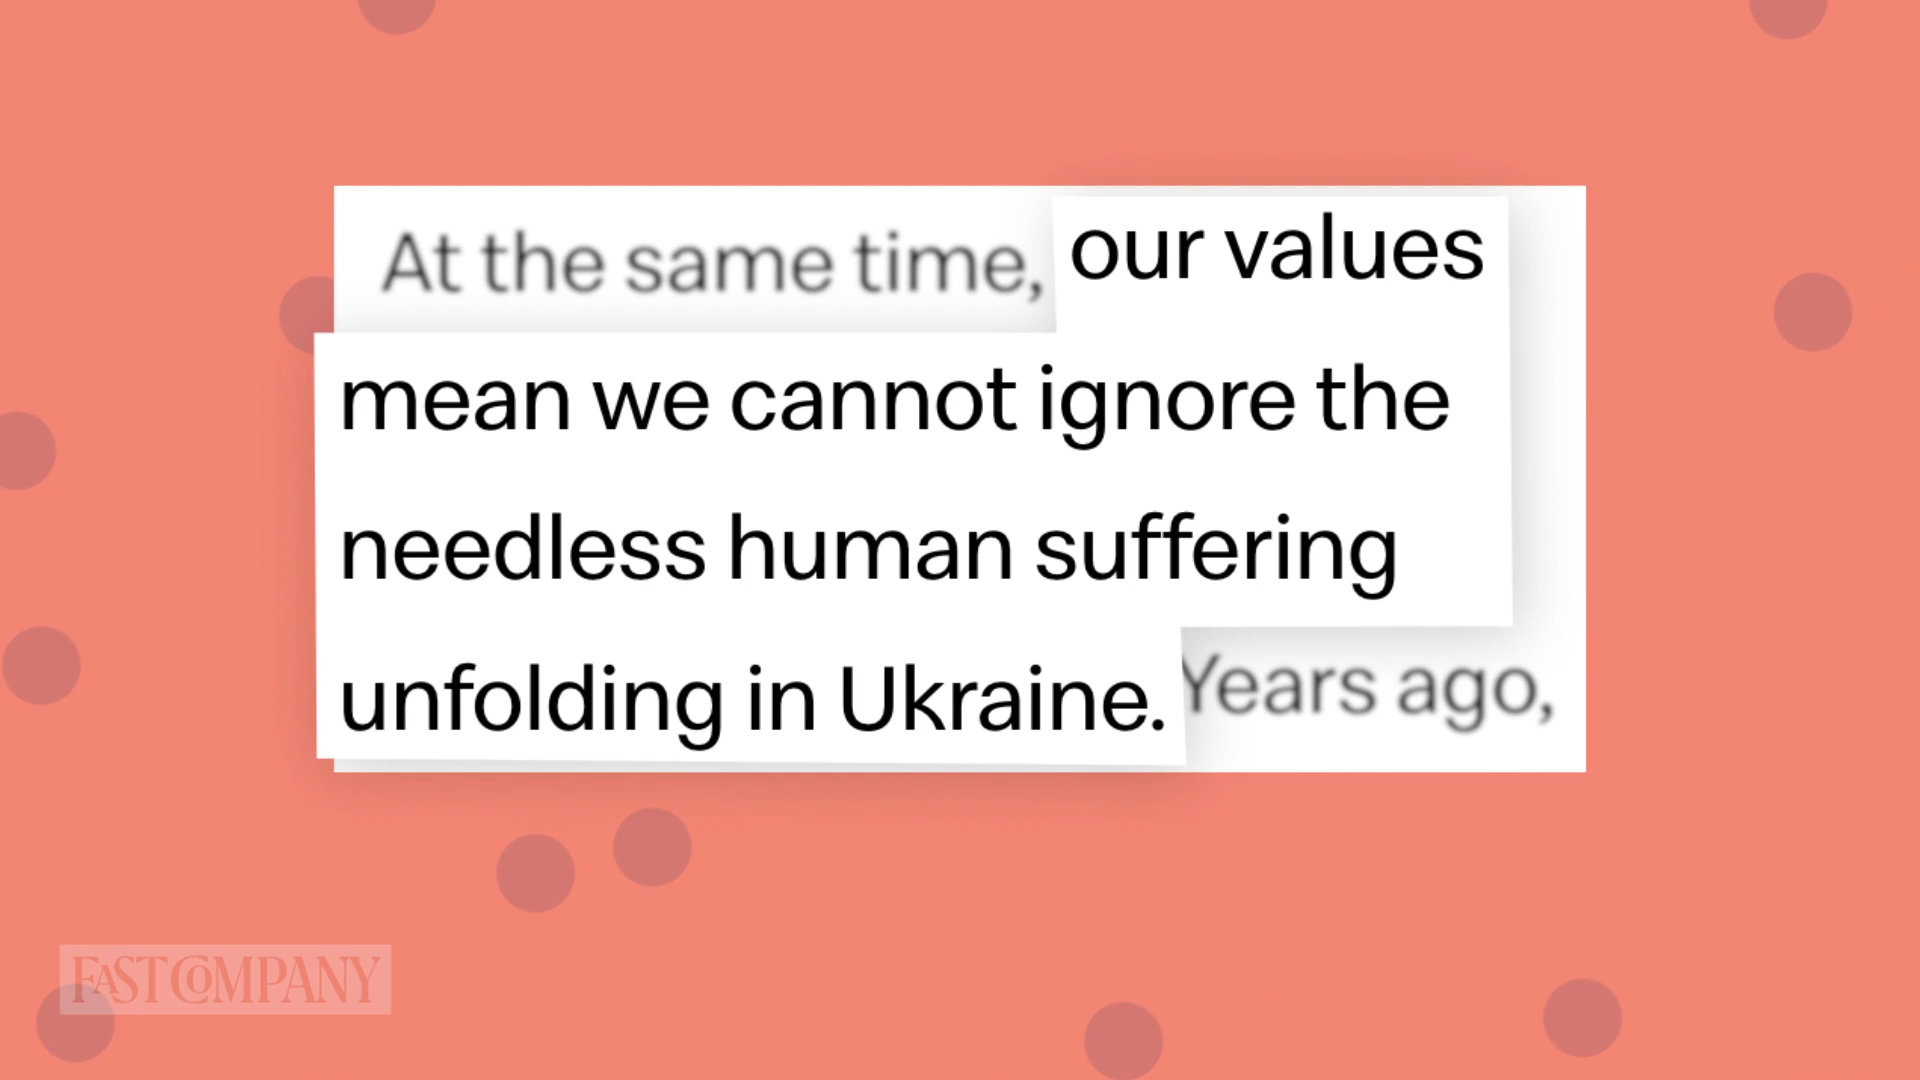 At the same time, our values
mean we cannot ignore the
needless human suffering
unfolding in Ukraine. Years ago,
FAST COMPANY